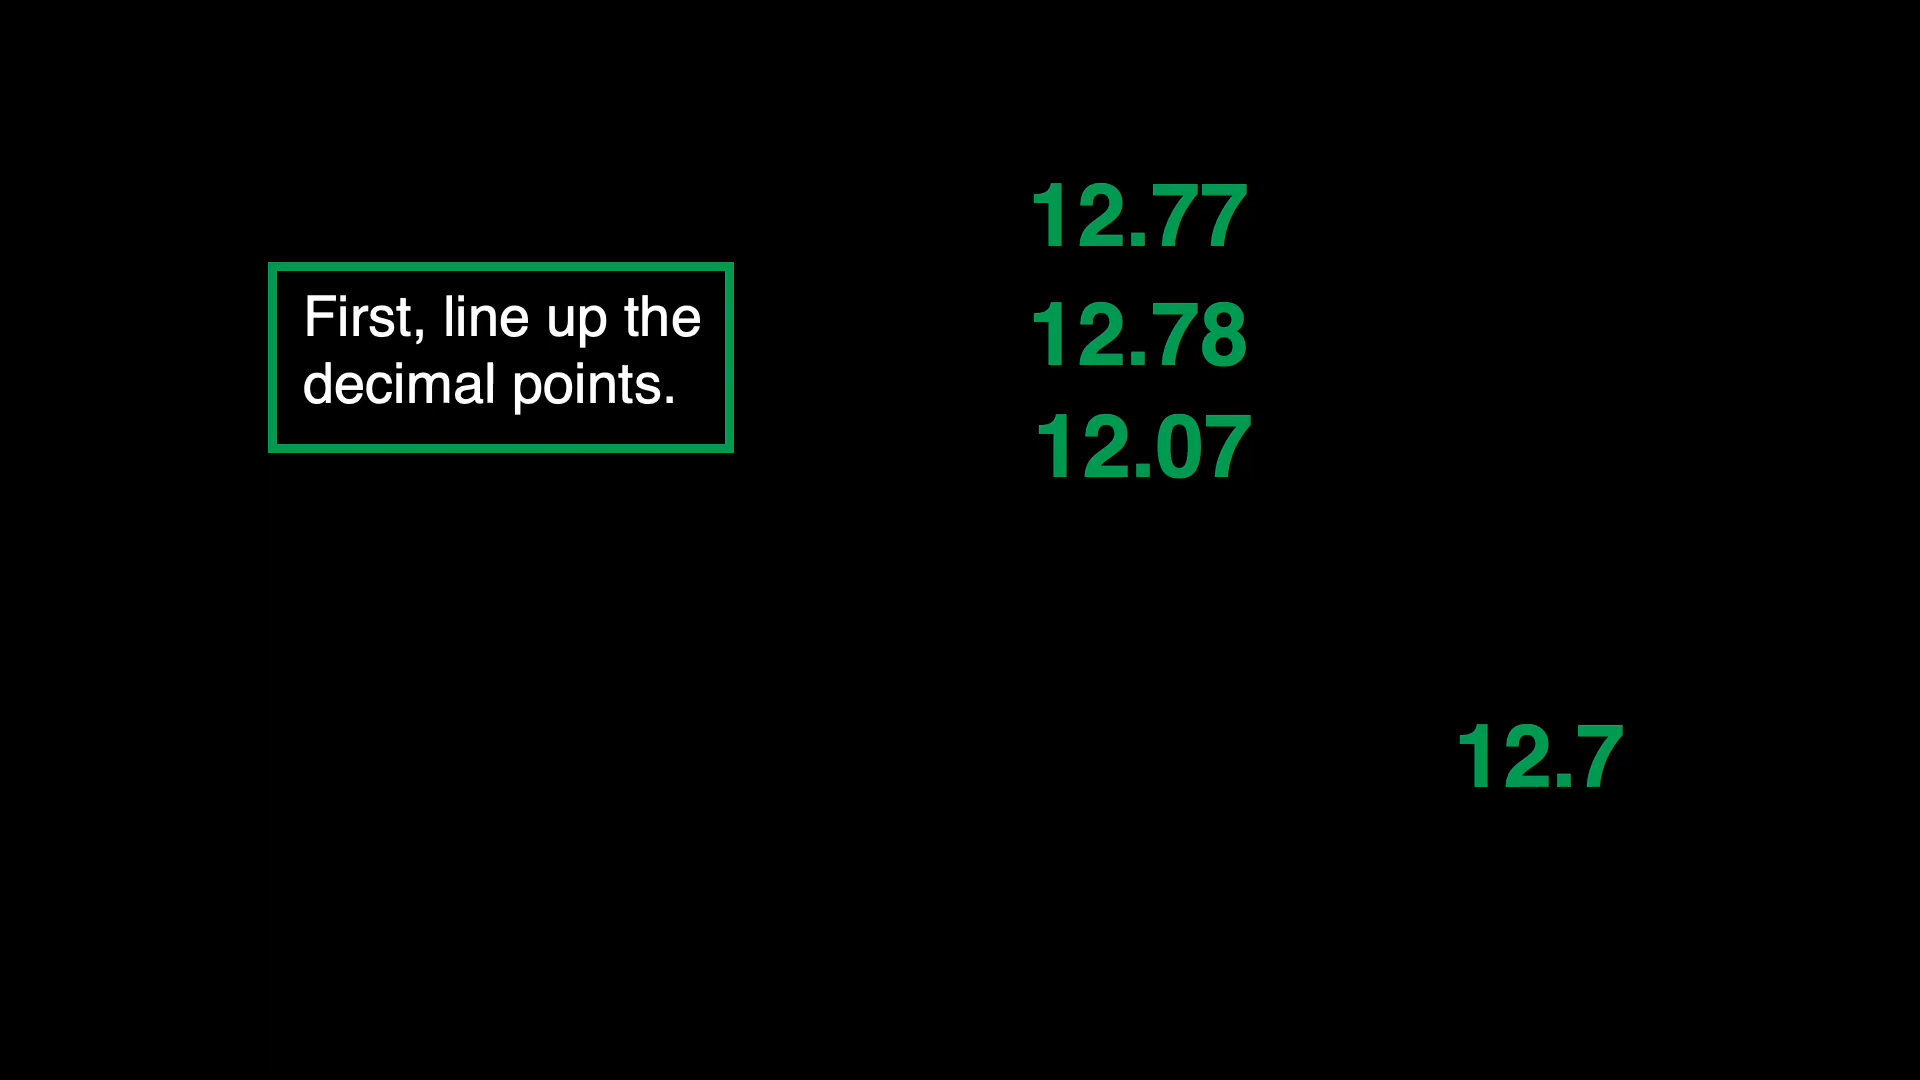 First, line up the
decimal points.
12.77
12.78
12.07
12.7